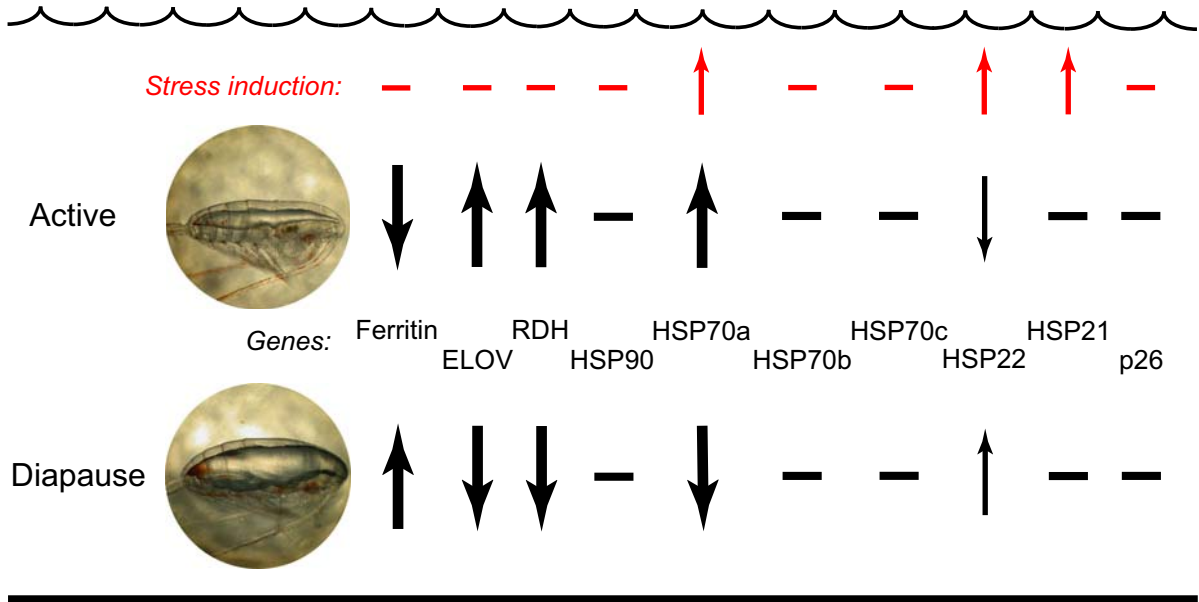 Stress induction:
Active
Genes:
Ferritin
ELOV
RDH
HSP90
HSP70a
HSP70b
HSP70c
HSP22
HSP21
p26
Diapause